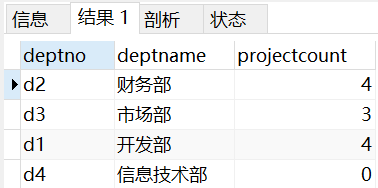 信息 结果 1 剖析 状态
deptno deptname projectcount
d2 财务部 4
d3 市场部 3
d1 开发部 4
d4 信息技术部 0